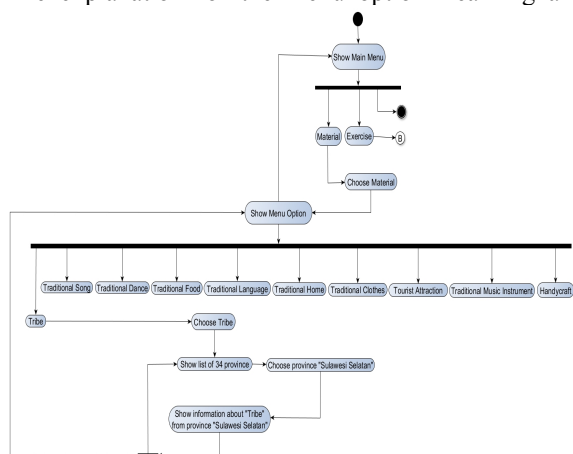 Show Main Menu
Material
Exercise
B
Choose Material
Show Menu Option
Traditional Song
Traditional Dance
Traditional Food
Traditional Language
Traditional Home
Traditional Clothes
Tourist Attraction
Traditional Music Instrument
Handycraft
Tribe
Choose Tribe
Show list of 34 province
Choose province "Sulawesi Selatan"
Show information about "Tribe"
from province "Sulawesi Selatan"